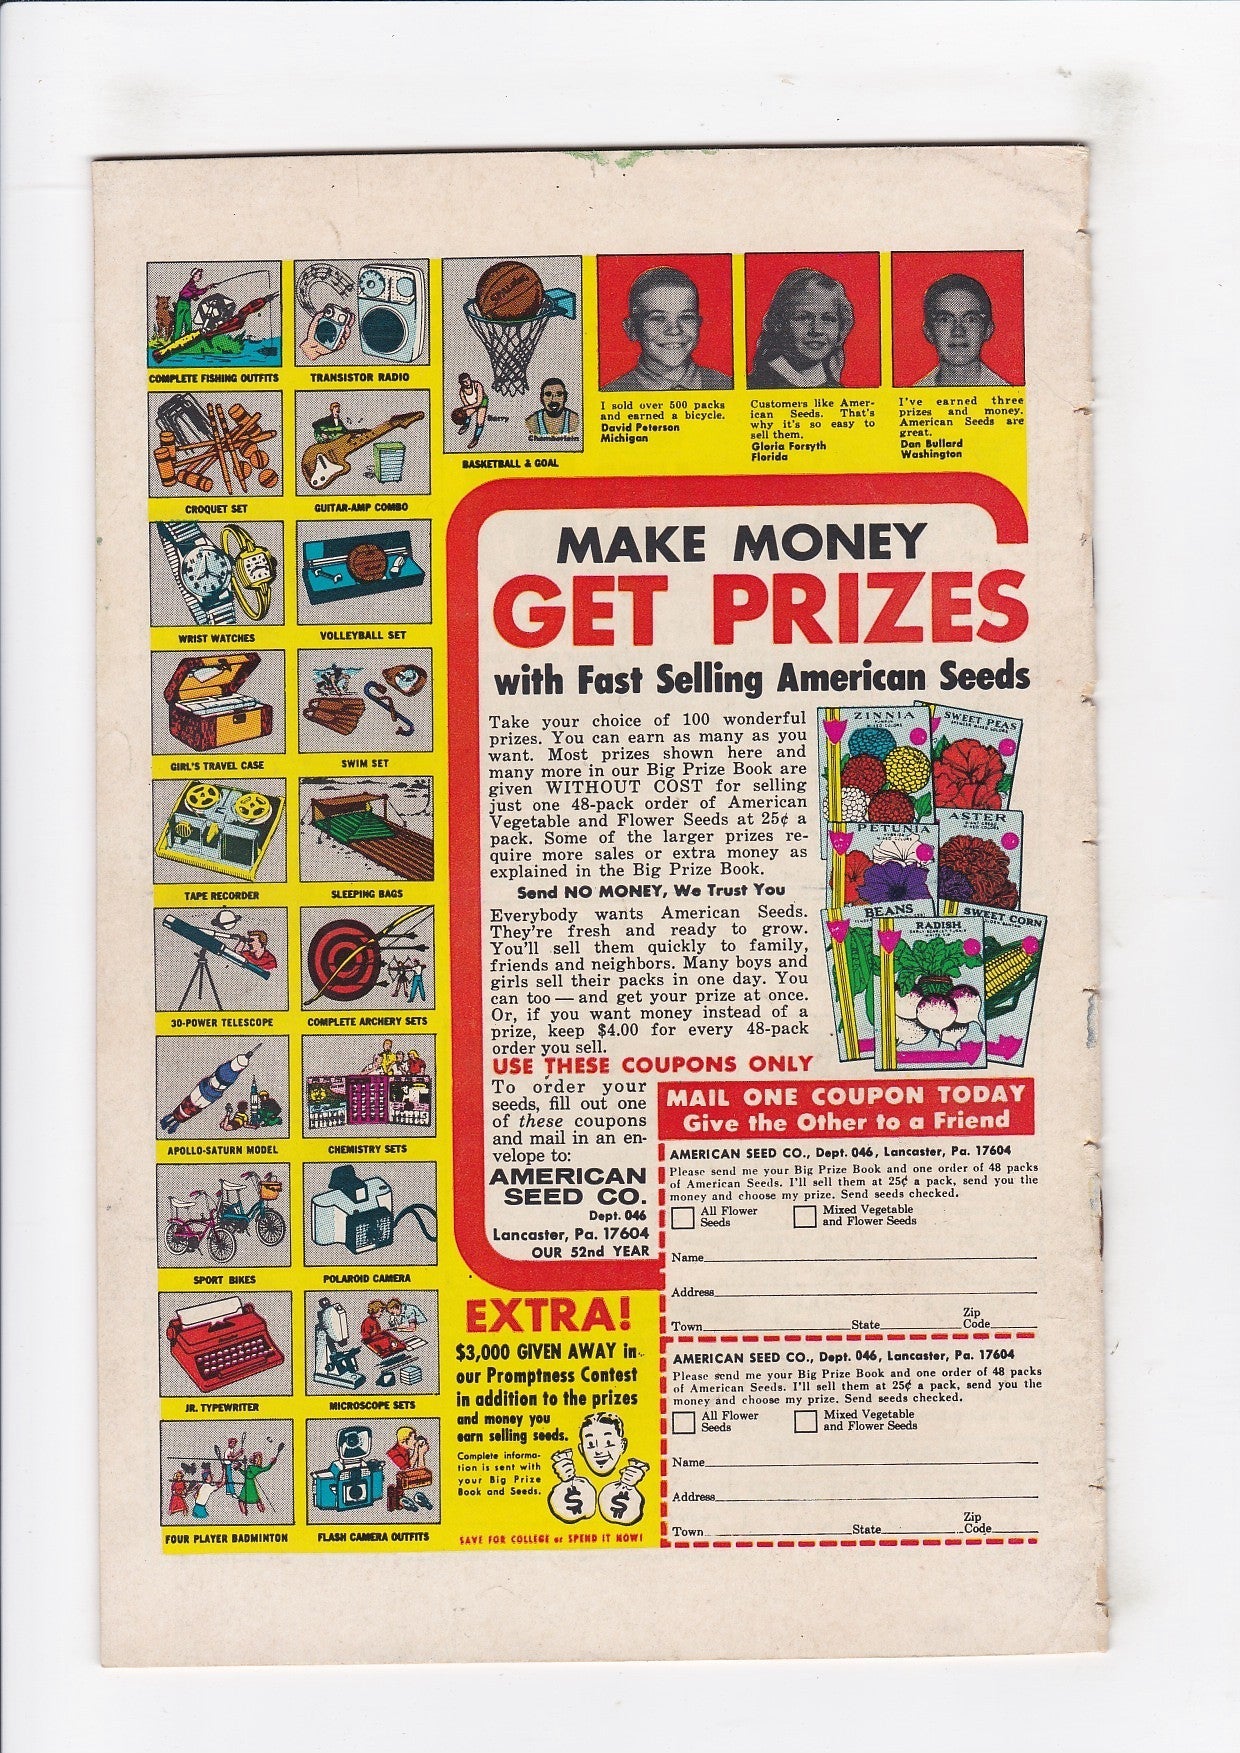 COMPLETE FISHING OUTFITS
TRANSISTOR RADIO
Barry
Chamberlain
BASKETBALL & GOAL
I sold over 500 packs
and earned a bicycle.
David Peterson
Michigan
Customers like Amer-
ican Seeds. That's
why it's so easy to
sell them.
Gloria Forsyth
Florida
I've earned three
prizes and money.
American Seeds are
great.
Dan Bullard
Washington
CROQUET SET
GUITAR-AMP COMBO
WRIST WATCHES
VOLLEYBALL SET
GIRL'S TRAVEL CASE
SWIM SET
TAPE RECORDER
SLEEPING BAGS
30-POWER TELESCOPE
COMPLETE ARCHERY SETS
APOLLO-SATURN MODEL
CHEMISTRY SETS
SPORT BIKES
POLAROID CAMERA
JR. TYPEWRITER
MICROSCOPE SETS
FOUR PLAYER BADMINTON
FLASH CAMERA OUTFITS
MAKE MONEY
GET PRIZES
with Fast Selling American Seeds
Take your choice of 100 wonderful
prizes. You can earn as many as you
want. Most prizes shown here and
many more in our Big Prize Book are
given WITHOUT COST for selling
just one 48-pack order of American
Vegetable and Flower Seeds at 25¢ a
pack. Some of the larger prizes re-
quire more sales or extra money as
explained in the Big Prize Book.
Send NO MONEY, We Trust You
Everybody wants American Seeds.
They're fresh and ready to grow.
You'll sell them quickly to family,
friends and neighbors. Many boys and
girls sell their packs in one day. You
can too — and get your prize at once.
Or, if you want money instead of a
prize, keep $4.00 for every 48-pack
order you sell.
ZINNIA
SWEET PEAS
PETUNIA
ASTER
BEANS
RADISH
SWEET CORN
USE THESE COUPONS ONLY
To order your
seeds, fill out one
of these coupons
and mail in an en-
velope to:
AMERICAN
SEED CO.
Dept. 046
Lancaster, Pa. 17604
OUR 52nd YEAR
MAIL ONE COUPON TODAY
Give the Other to a Friend
AMERICAN SEED CO., Dept. 046, Lancaster, Pa. 17604
Please send me your Big Prize Book and one order of 48 packs
of American Seeds. I'll sell them at 25¢ a pack, send you the
money and choose my prize. Send seeds checked.
All Flower
Seeds
Mixed Vegetable
and Flower Seeds
Name
Address
Town State Zip
Code
AMERICAN SEED CO., Dept. 046, Lancaster, Pa. 17604
Please send me your Big Prize Book and one order of 48 packs
of American Seeds. I'll sell them at 25¢ a pack, send you the
money and choose my prize. Send seeds checked.
All Flower
Seeds
Mixed Vegetable
and Flower Seeds
Name
Address
Town State Zip
Code
EXTRA!
$3,000 GIVEN AWAY in
our Promptness Contest
in addition to the prizes
and money you
earn selling seeds.
Complete informa-
tion is sent with
your Big Prize
Book and Seeds.
$ $
SAVE FOR COLLEGE or SPEND IT NOW!